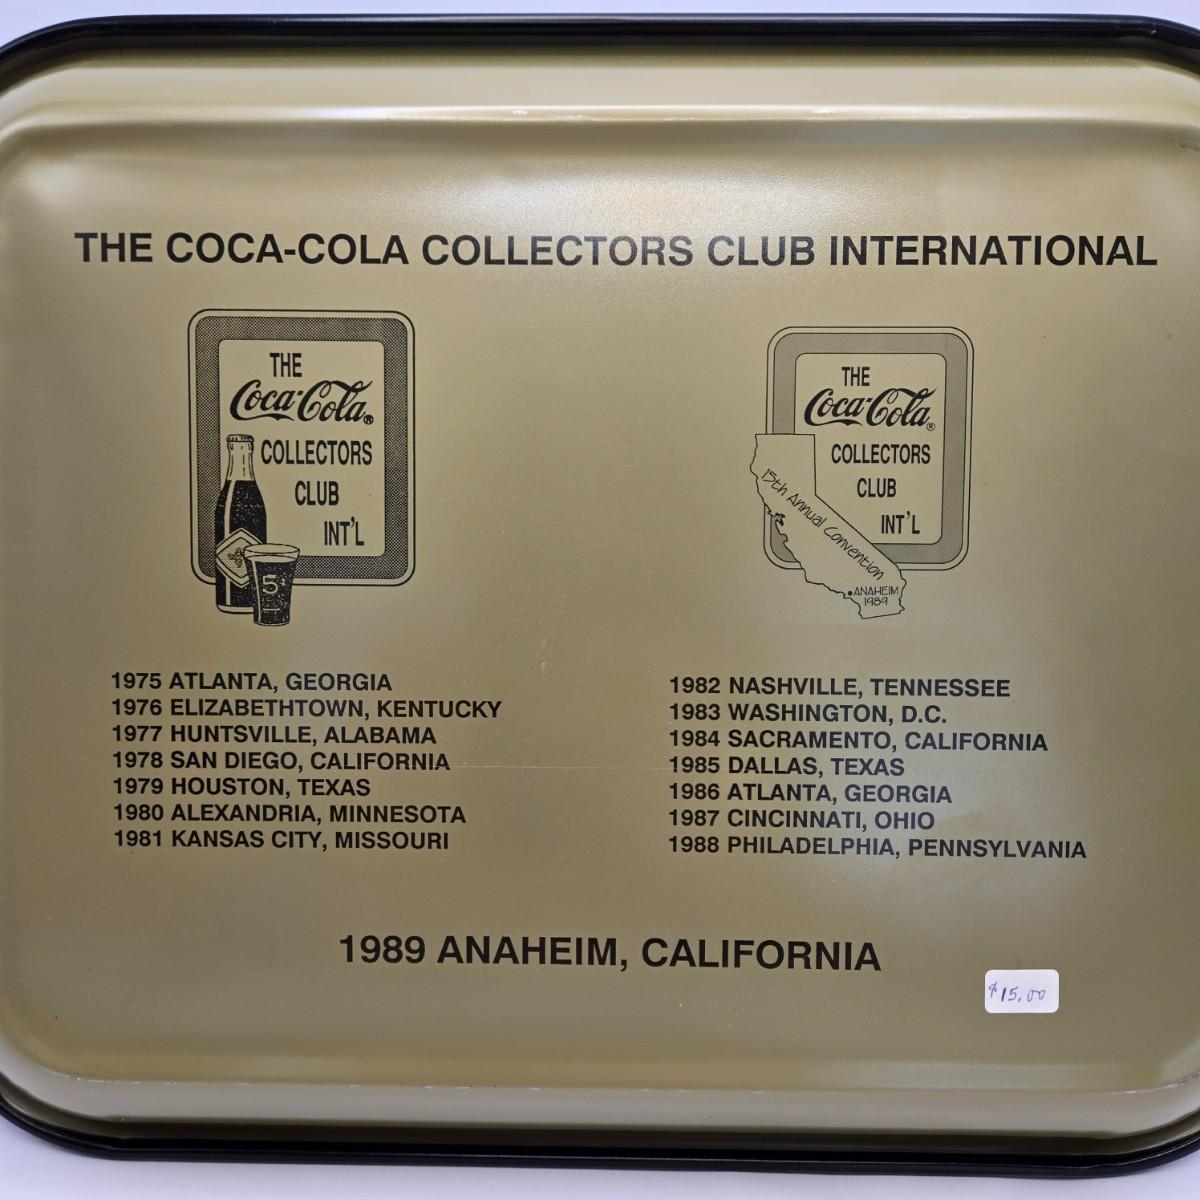 THE COCA-COLA COLLECTORS CLUB INTERNATIONAL
THE
Coca-Cola®
COLLECTORS
CLUB
INT'L
5¢
THE
Coca-Cola®
COLLECTORS
CLUB
INT'L
15th Annual Convention
ANAHEIM
1989
1975 ATLANTA, GEORGIA
1976 ELIZABETHTOWN, KENTUCKY
1977 HUNTSVILLE, ALABAMA
1978 SAN DIEGO, CALIFORNIA
1979 HOUSTON, TEXAS
1980 ALEXANDRIA, MINNESOTA
1981 KANSAS CITY, MISSOURI
1982 NASHVILLE, TENNESSEE
1983 WASHINGTON, D.C.
1984 SACRAMENTO, CALIFORNIA
1985 DALLAS, TEXAS
1986 ATLANTA, GEORGIA
1987 CINCINNATI, OHIO
1988 PHILADELPHIA, PENNSYLVANIA
1989 ANAHEIM, CALIFORNIA
$15.00